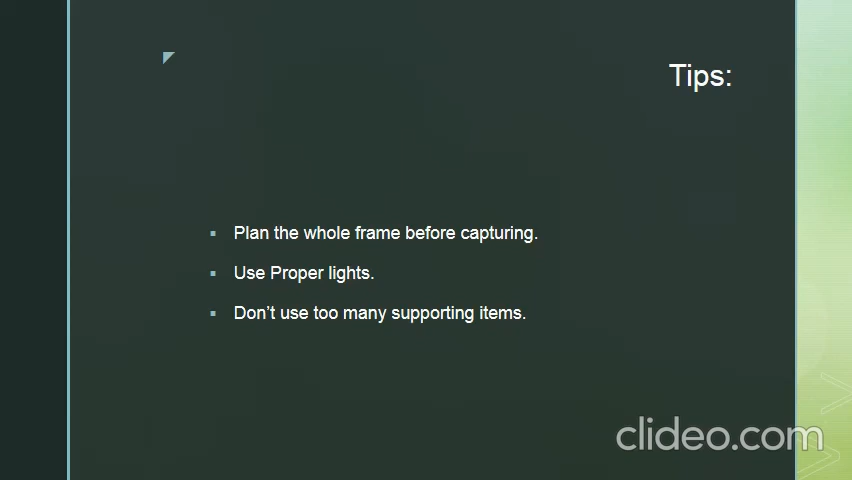 Tips:
Plan the whole frame before capturing.
Use Proper lights.
Don’t use too many supporting items.
clideo.com